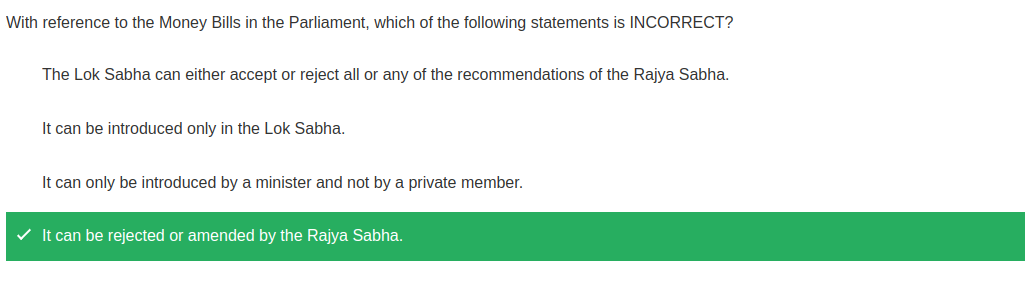 With reference to the Money Bills in the Parliament, which of the following statements is INCORRECT?
The Lok Sabha can either accept or reject all or any of the recommendations of the Rajya Sabha.
It can be introduced only in the Lok Sabha.
It can only be introduced by a minister and not by a private member.
It can be rejected or amended by the Rajya Sabha.